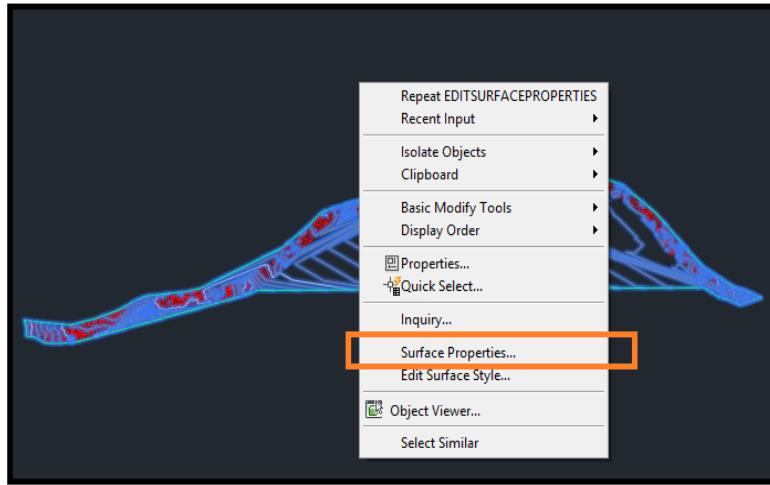 Repeat EDITSURFACEPROPERTIES
Recent Input
Isolate Objects
Clipboard
Basic Modify Tools
Display Order
Properties...
Quick Select...
Inquiry...
Surface Properties...
Edit Surface Style...
Object Viewer...
Select Similar